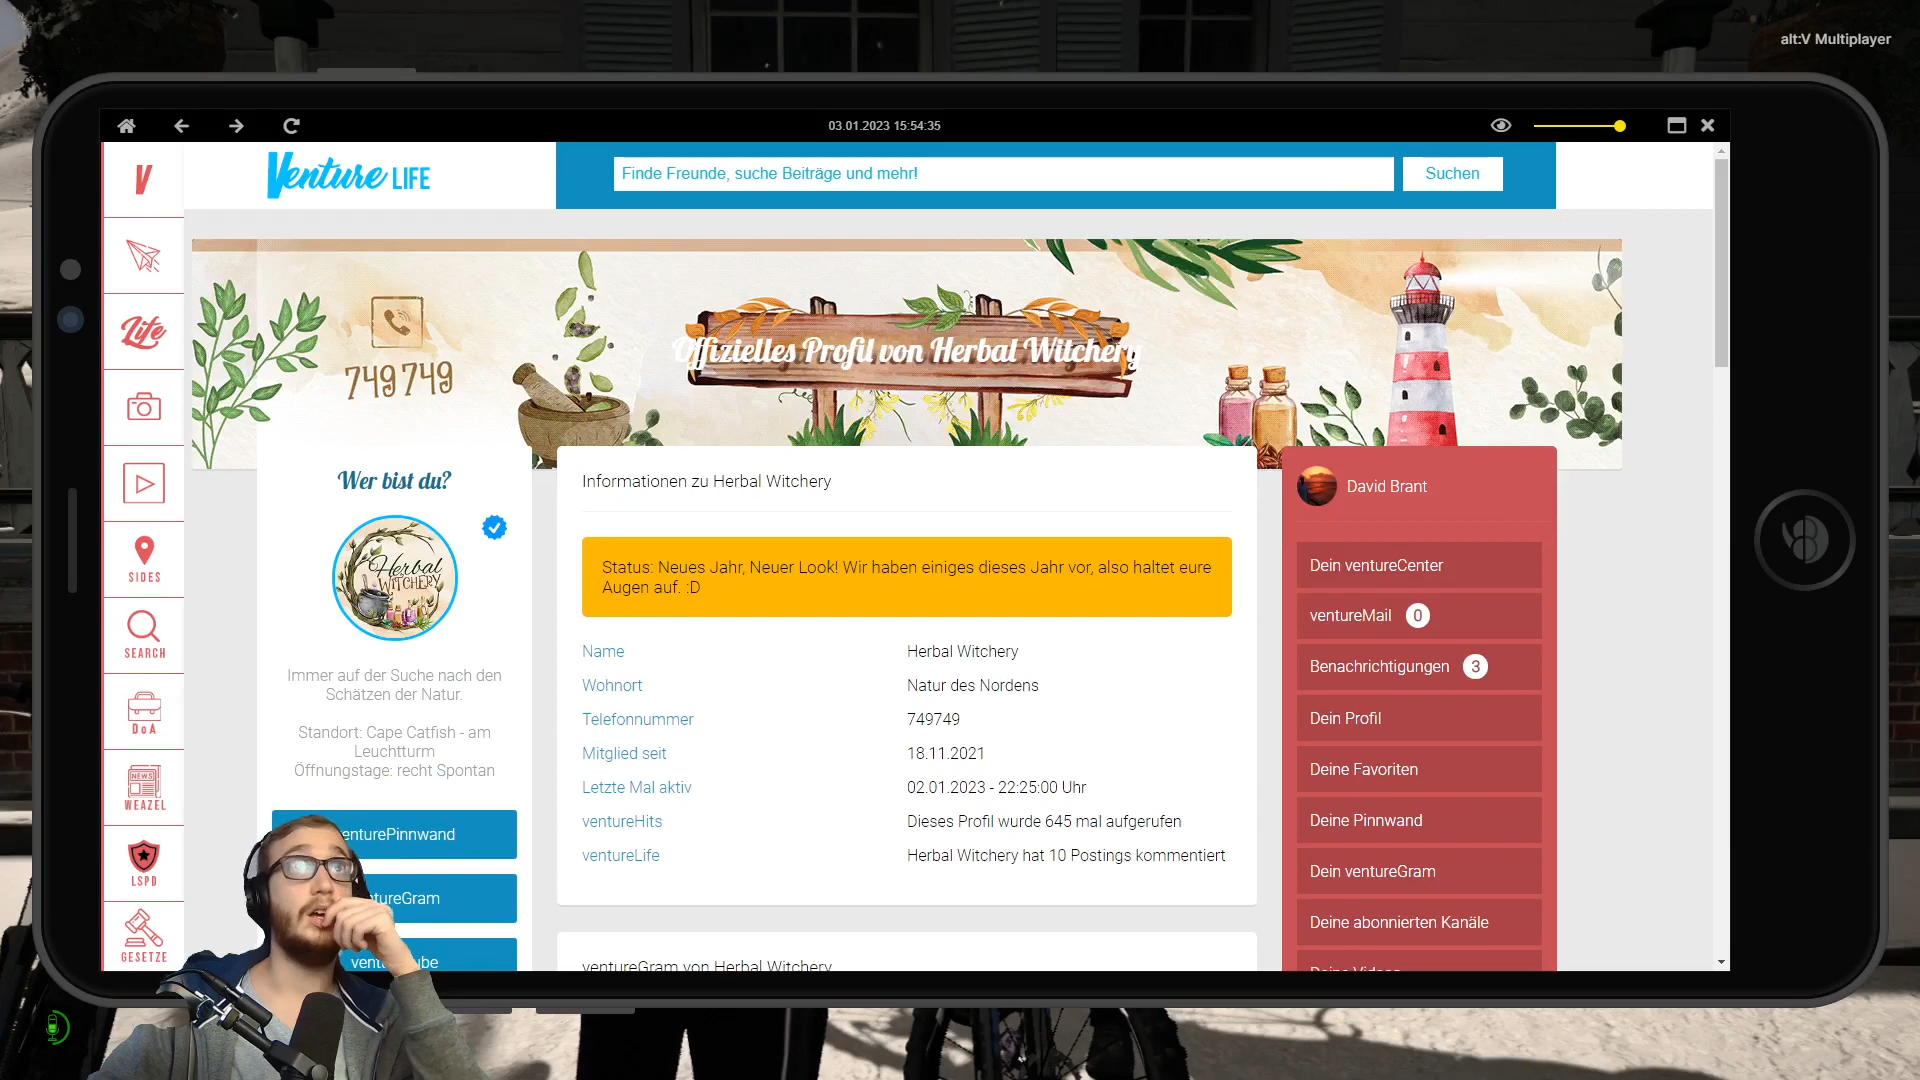 alt:V Multiplayer
03.01.2023 15:54:35
V
Venture LIFE
Finde Freunde, suche Beiträge und mehr!
Suchen
Life
SIDES
SEARCH
DoA
NEWS
WEAZEL
LSPD
GESETZE
749 749
Offizielles Profil von Herbal Witchery
Wer bist du?
Herbal
WITCHERY
Immer auf der Suche nach den
Schätzen der Natur.
Standort: Cape Catfish - am
Leuchtturm
Öffnungstage: recht Spontan
enturePinnwand
tureGram
Informationen zu Herbal Witchery
Status: Neues Jahr, Neuer Look! Wir haben einiges dieses Jahr vor, also haltet eure
Augen auf. :D
Name Herbal Witchery
Wohnort Natur des Nordens
Telefonnummer 749749
Mitglied seit 18.11.2021
Letzte Mal aktiv 02.01.2023 - 22:25:00 Uhr
ventureHits Dieses Profil wurde 645 mal aufgerufen
ventureLife Herbal Witchery hat 10 Postings kommentiert
ventureGram von Herbal Witchery
David Brant
Dein ventureCenter
ventureMail 0
Benachrichtigungen 3
Dein Profil
Deine Favoriten
Deine Pinnwand
Dein ventureGram
Deine abonnierten Kanäle
Deine Videos